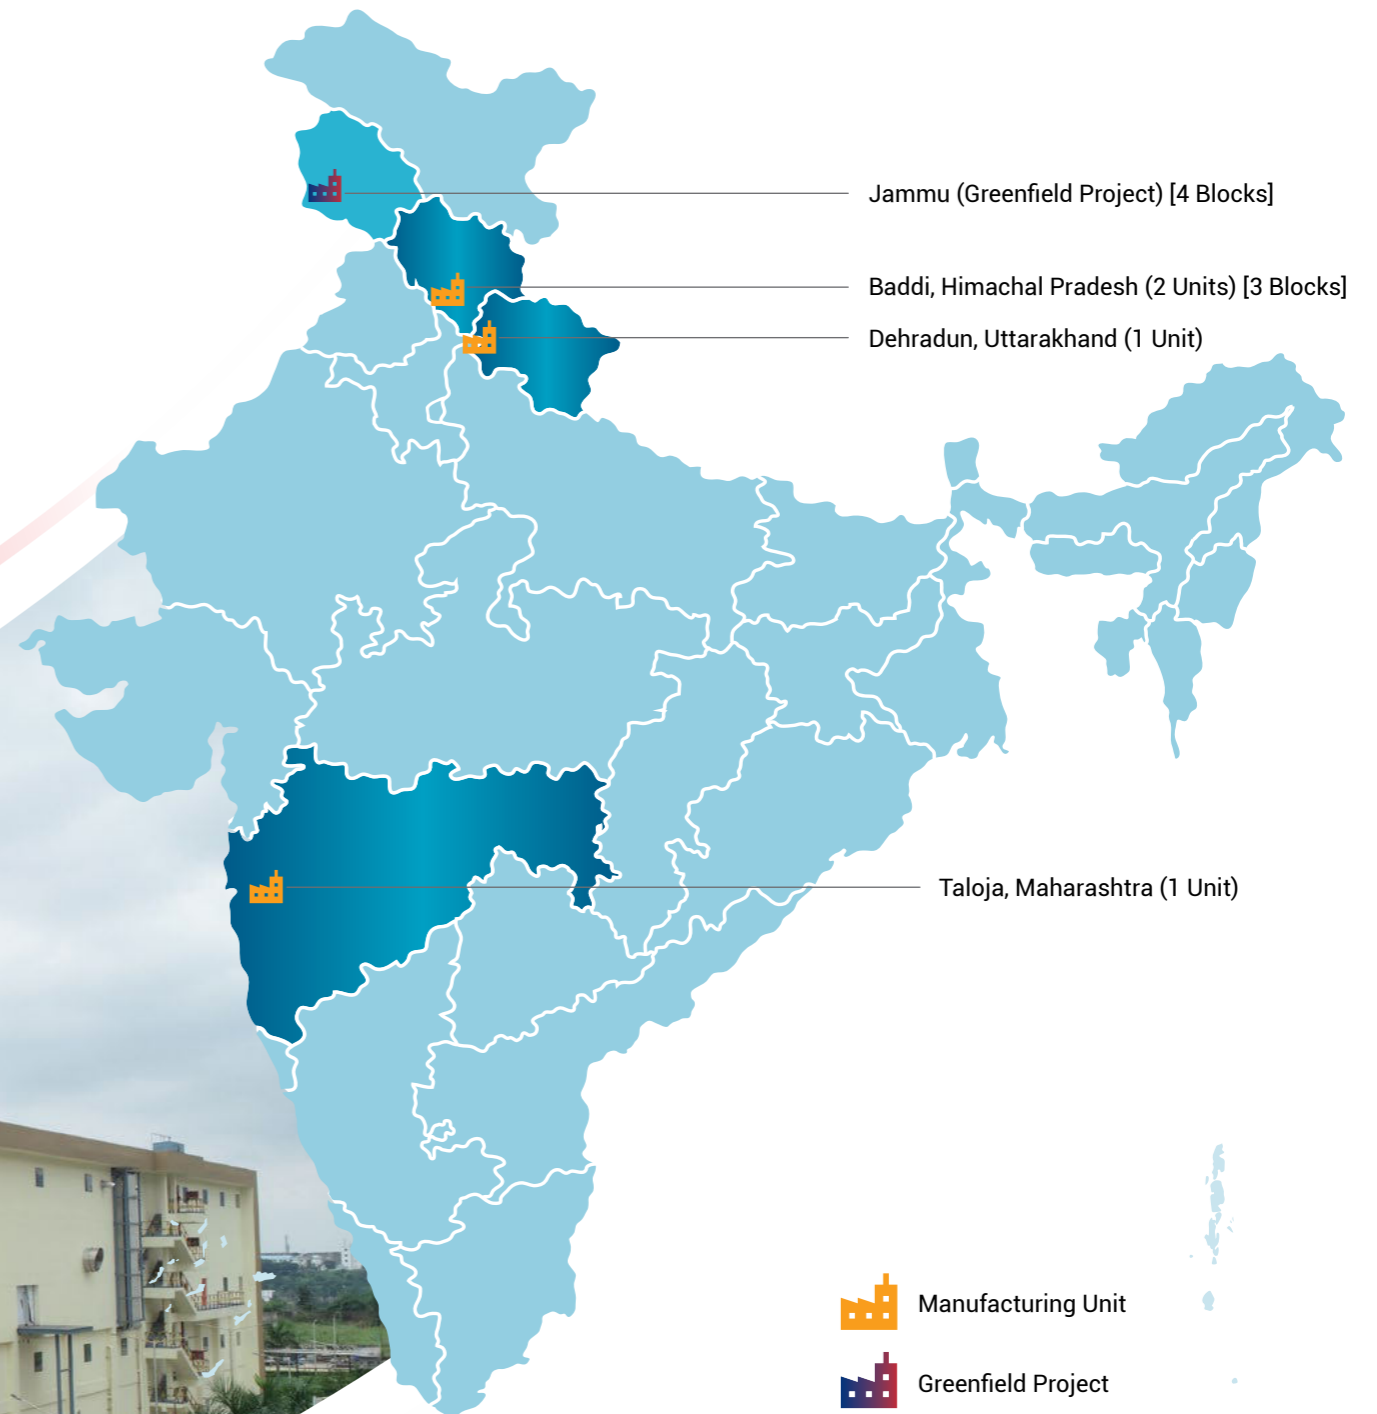 Jammu (Greenfield Project) [4 Blocks]
Baddi, Himachal Pradesh (2 Units) [3 Blocks]
Dehradun, Uttarakhand (1 Unit)
Taloja, Maharashtra (1 Unit)
Manufacturing Unit
Greenfield Project